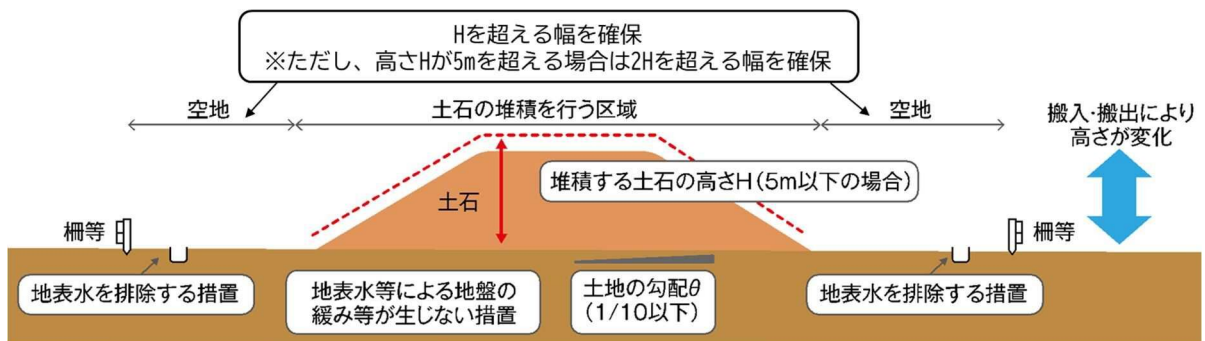 Hを超える幅を確保
※ただし、高さHが5mを超える場合は2Hを超える幅を確保
空地
土石の堆積を行う区域
空地
搬入・搬出により
高さが変化
堆積する土石の高さH(5m以下の場合)
土石
柵等
柵等
地表水を排除する措置
地表水等による地盤の
緩み等が生じない措置
土地の勾配θ
(1/10以下)
地表水を排除する措置